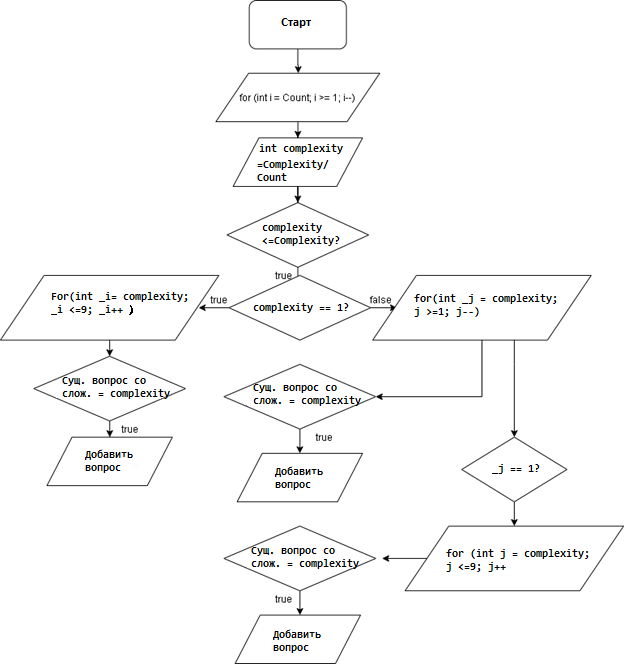 Старт
for (int i = Count; i >= 1; i--)
int complexity
=Complexity/
Count
complexity
<=Complexity?
true
For(int _i= complexity;
_i <=9; _i++ )
true
complexity == 1?
false
for(int _j = complexity;
j >=1; j--)
Сущ. вопрос со
слож. = complexity
true
Добавить
вопрос
Сущ. вопрос со
слож. = complexity
true
Добавить
вопрос
_j == 1?
for (int j = complexity;
j <=9; j++
Сущ. вопрос со
слож. = complexity
true
Добавить
вопрос